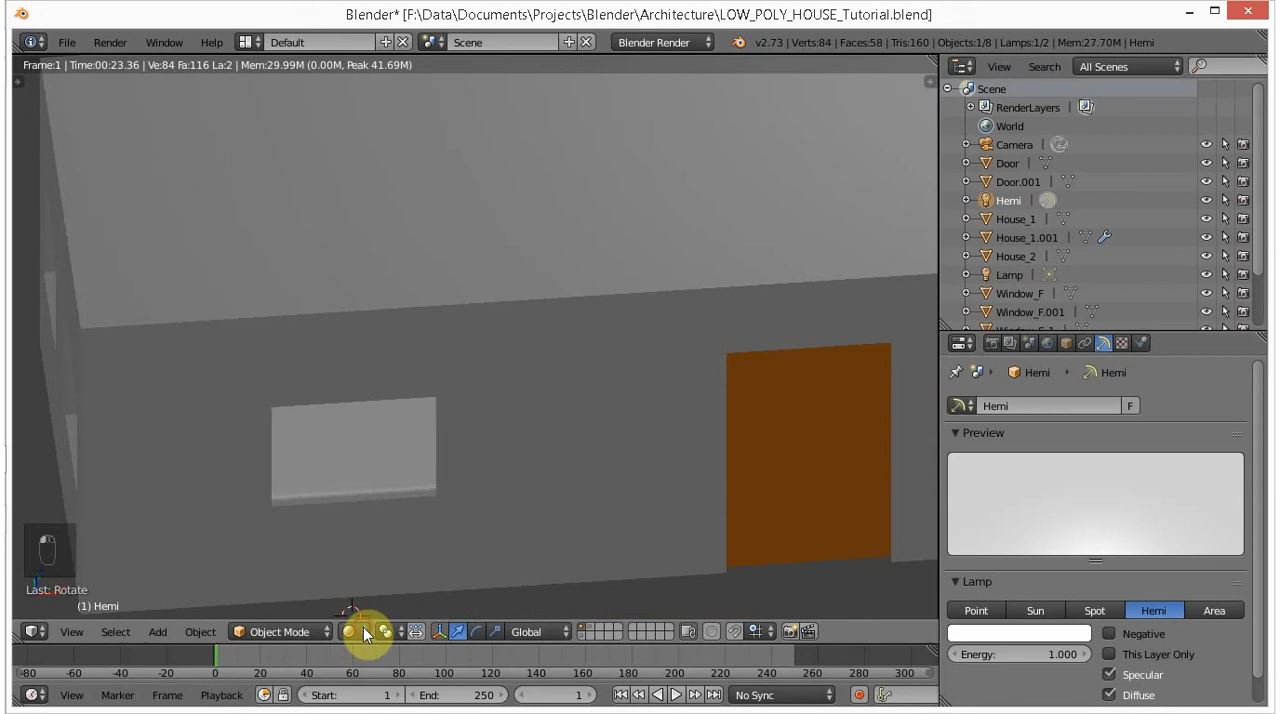 Blender* [F:\Data\Documents\Projects\Blender\Architecture\LOW_POLY_HOUSE_Tutorial.blend]
File Render Window Help Default Scene Blender Render v2.73 | Verts:84 | Faces:58 | Tris:160 | Objects:1/8 | Lamps:1/2 | Mem:27.70M | Hemi
Frame:1 | Time:00:23.36 | Ve:84 Fa:116 La:2 | Mem:29.99M (0.00M, Peak 41.69M)
View Search All Scenes
Scene
RenderLayers |
World
Camera |
Door |
Door.001 |
Hemi |
House_1 |
House_1.001 |
House_2 |
Lamp |
Window_F |
Window_F.001 |
Hemi Hemi
Hemi F
Preview
Lamp
Point Sun Spot Hemi Area
Negative
Energy: 1.000 This Layer Only
Specular
Diffuse
Last: Rotate
(1) Hemi
View Select Add Object Object Mode Global
-80 -60 -40 -20 0 20 40 60 80 100 120 140 160 180 200 220 240 260 280 300
View Marker Frame Playback Start: 1 End: 250 1 No Sync